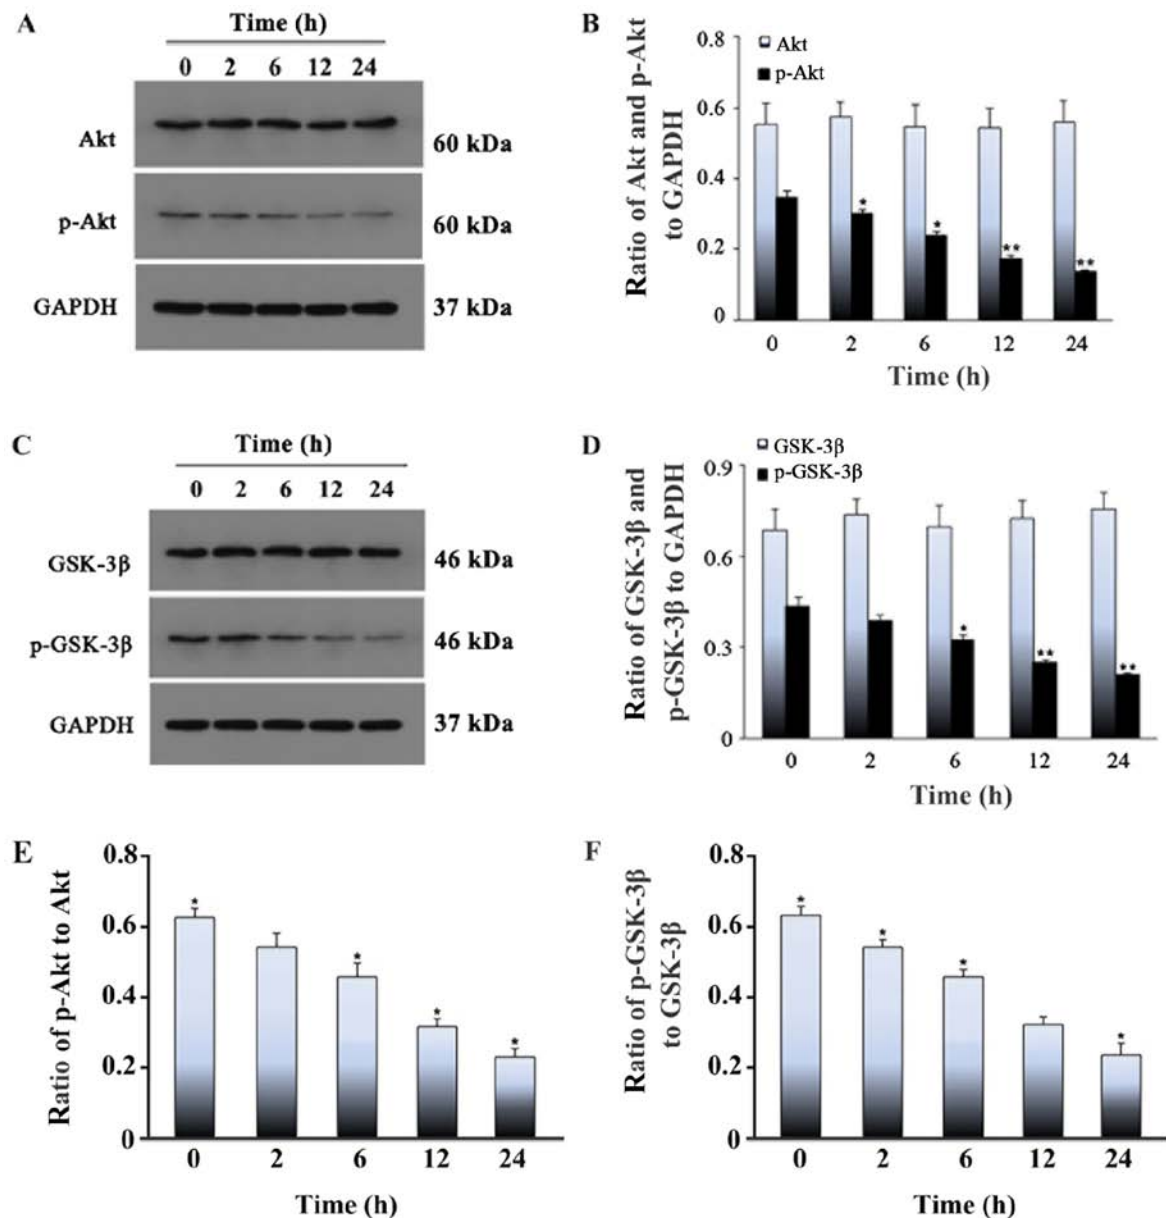 A
Time (h)
0 2 6 12 24
Akt
60 kDa
p-Akt
60 kDa
GAPDH
37 kDa
B
Ratio of Akt and p-Akt
to GAPDH
0.8
0.6
0.4
0.2
0
Akt
p-Akt
*
*
**
**
0 2 6 12 24
Time (h)
C
Time (h)
0 2 6 12 24
GSK-3β
46 kDa
p-GSK-3β
46 kDa
GAPDH
37 kDa
D
Ratio of GSK-3β and
p-GSK-3β to GAPDH
0.9
0.6
0.3
0
GSK-3β
p-GSK-3β
*
**
**
0 2 6 12 24
Time (h)
E
Ratio of p-Akt to Akt
0.8
0.6
0.4
0.2
0
*
*
*
*
0 2 6 12 24
Time (h)
F
Ratio of p-GSK-3β
to GSK-3β
0.8
0.6
0.4
0.2
0
*
*
*
*
0 2 6 12 24
Time (h)